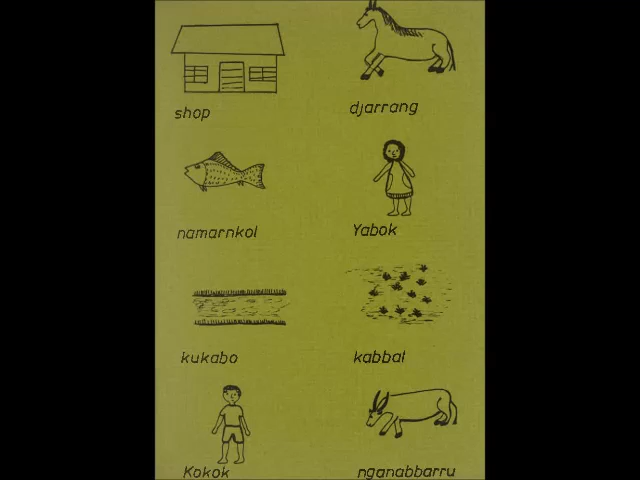 shop
djarrang
namarnkol
Yabok
kukabo
kabbal
Kokok
nganabbarru